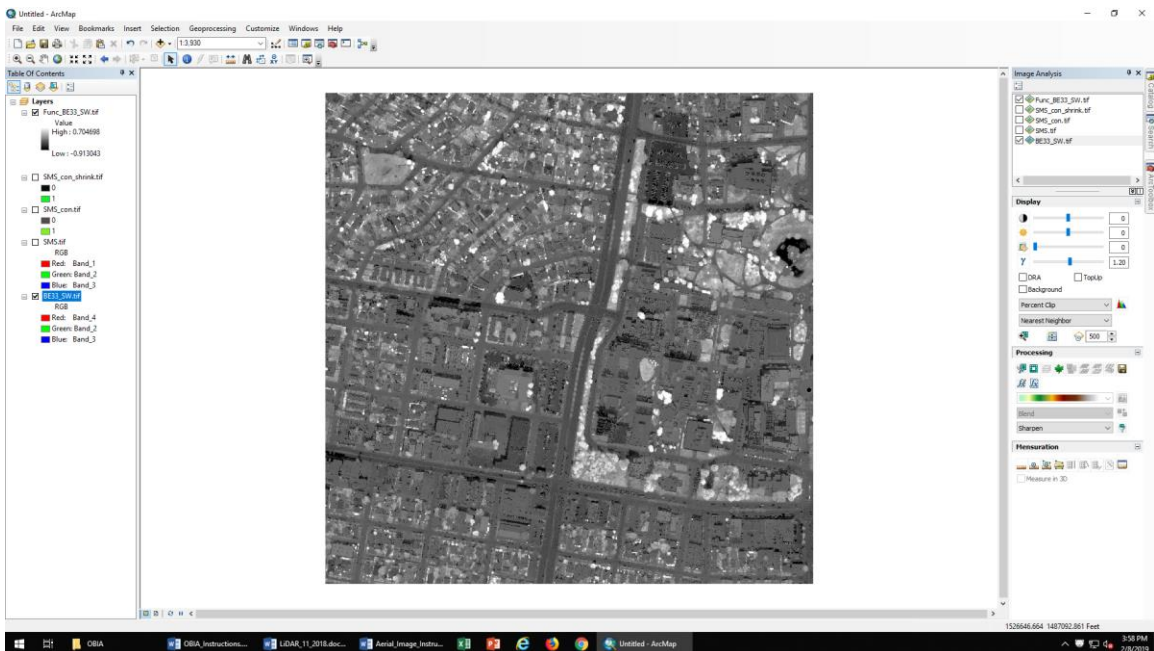 Untitled - ArcMap
File Edit View Bookmarks Insert Selection Geoprocessing Customize Windows Help
1:3,930
Table Of Contents
Layers
Func_BE33_SW.tif
Value
High : 0.704698
Low : -0.913043
SMS_con_shrink.tif
0
1
SMS_con.tif
0
1
SMS.tif
RGB
Red: Band_1
Green: Band_2
Blue: Band_3
BE33_SW.tif
RGB
Red: Band_4
Green: Band_2
Blue: Band_3
Image Analysis
Func_BE33_SW.tif
SMS_con_shrink.tif
SMS_con.tif
SMS.tif
BE33_SW.tif
Display
0
0
0
1.20
DRA TopUp
Background
Percent Clip
Nearest Neighbor
500
Processing
Blend
Sharpen
Mensuration
Measure in 3D
Catalog
Search
ArcToolbox
1526646.664 1487092.861 Feet
OBIA
OBIA_Instructions....
LiDAR_11_2018.doc...
Aerial_Image_Instru...
Untitled - ArcMap
3:58 PM
2/8/2019